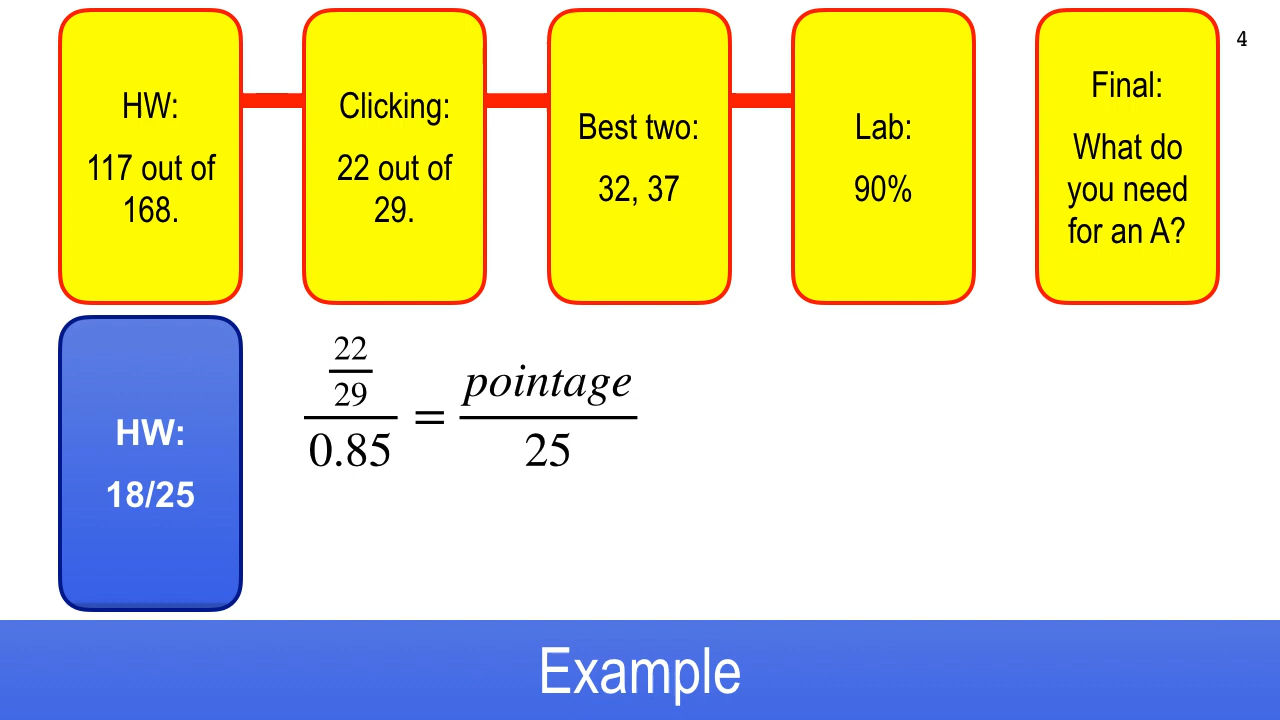 4
HW:
117 out of
168.
Clicking:
22 out of
29.
Best two:
32, 37
Lab:
90%
Final:
What do
you need
for an A?
HW:
18/25
22
29
0.85
=
pointage
25
Example